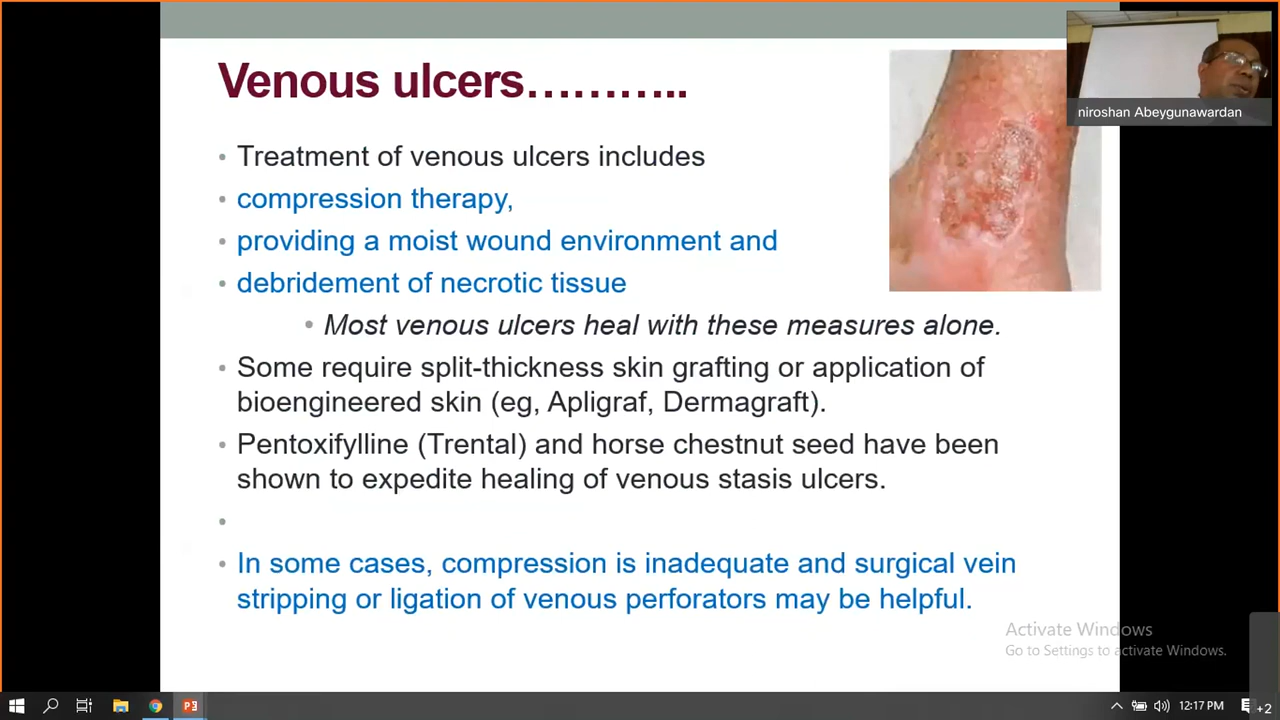 Venous ulcers………..
niroshan Abeygunawardan
• Treatment of venous ulcers includes
• compression therapy,
• providing a moist wound environment and
• debridement of necrotic tissue
• Most venous ulcers heal with these measures alone.
• Some require split-thickness skin grafting or application of
bioengineered skin (eg, Apligraf, Dermagraft).
• Pentoxifylline (Trental) and horse chestnut seed have been
shown to expedite healing of venous stasis ulcers.
•
• In some cases, compression is inadequate and surgical vein
stripping or ligation of venous perforators may be helpful.
Activate Windows
Go to Settings to activate Windows.
12:17 PM
+2